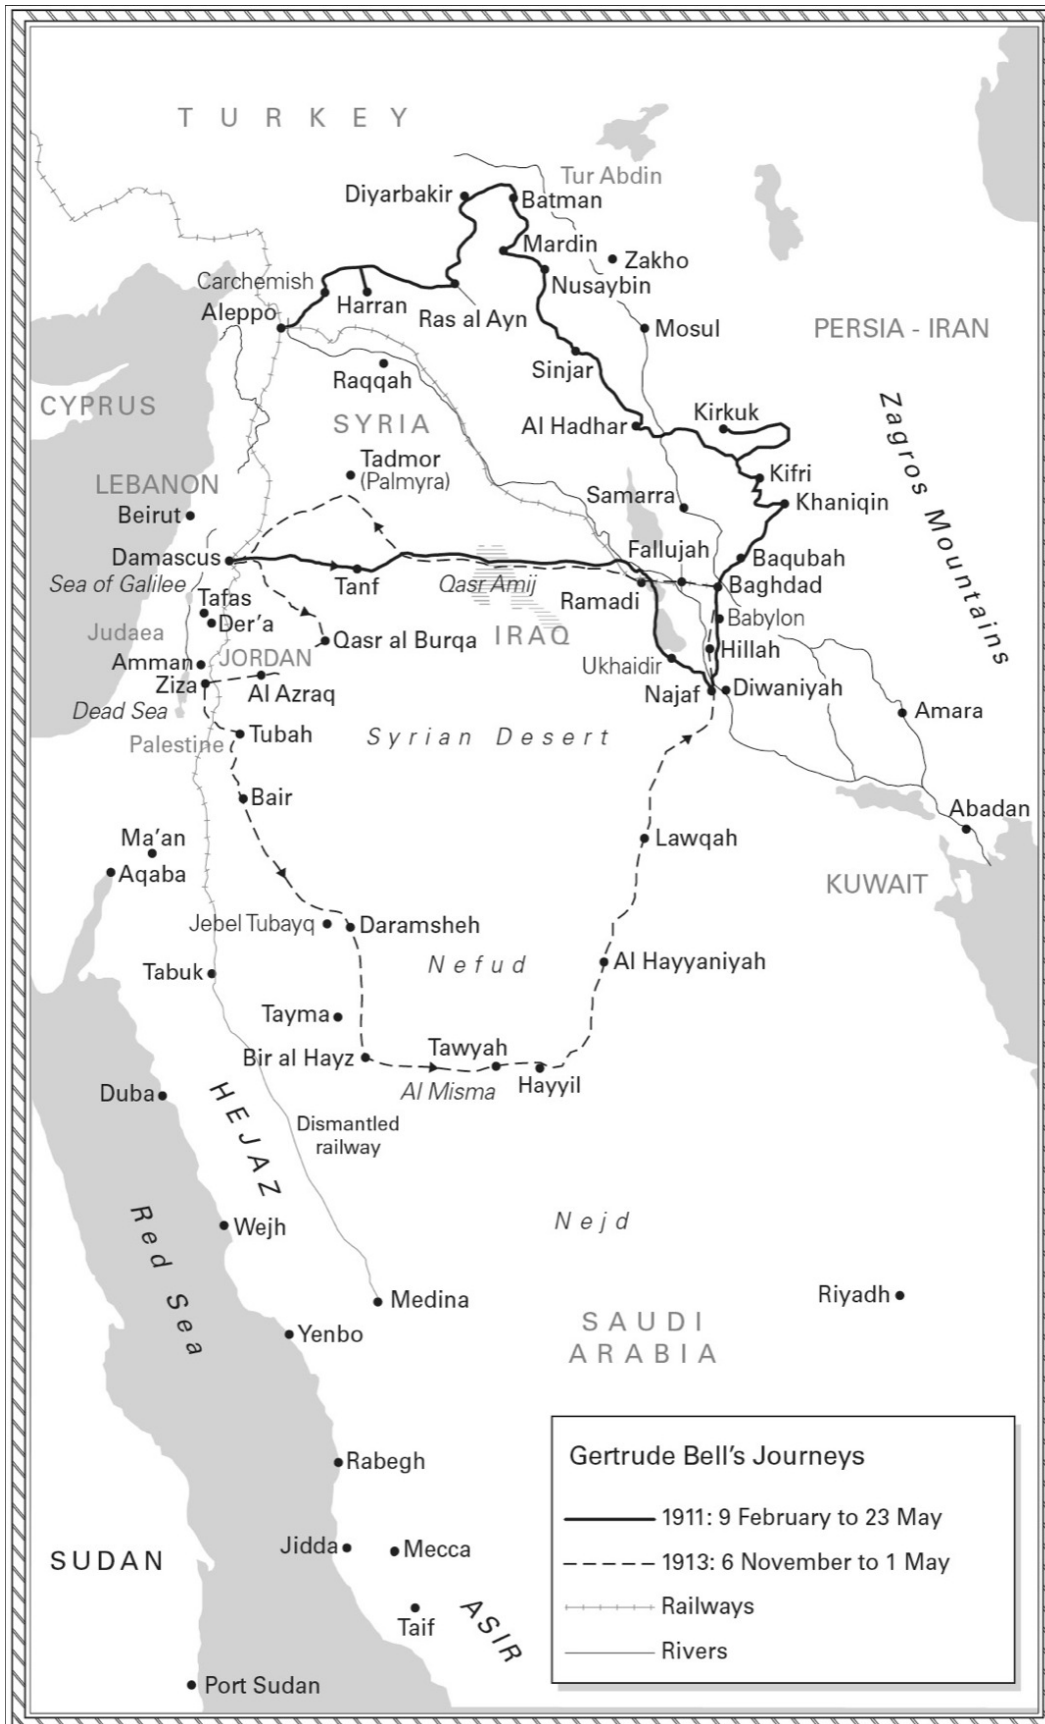 TURKEY
Tur Abdin
Diyarbakir
Batman
Mardin
Zakho
Carchemish
Nusaybin
Harran
Aleppo
Ras al Ayn
Mosul
PERSIA - IRAN
Sinjar
Raqqah
CYPRUS
SYRIA
Al Hadhar
Kirkuk
Zagros Mountains
Tadmor
(Palmyra)
Kifri
LEBANON
Samarra
Khaniqin
Beirut
Fallujah
Damascus
Baqubah
Sea of Galilee
Tanf
Qasr Amij
Baghdad
Ramadi
Tafas
Der'a
Babylon
Judaea
Qasr al Burqa
IRAQ
Hillah
Amman
JORDAN
Ukhaidir
Ziza
Al Azraq
Najaf
Diwaniyah
Dead Sea
Amara
Tubah
Syrian Desert
Palestine
Bair
Abadan
Ma'an
Lawqah
Aqaba
KUWAIT
Jebel Tubayq
Daramsheh
Nefud
Al Hayyaniyah
Tabuk
Tayma
Bir al Hayz
Tawyah
Hayyil
Al Misma
Duba
HEJAZ
Dismantled
railway
Red Sea
Wejh
Nejd
Medina
Riyadh
SAUDI
ARABIA
Yenbo
Rabegh
Jidda
Mecca
SUDAN
Taif
ASIR
Port Sudan
Gertrude Bell's Journeys
1911: 9 February to 23 May
1913: 6 November to 1 May
Railways
Rivers